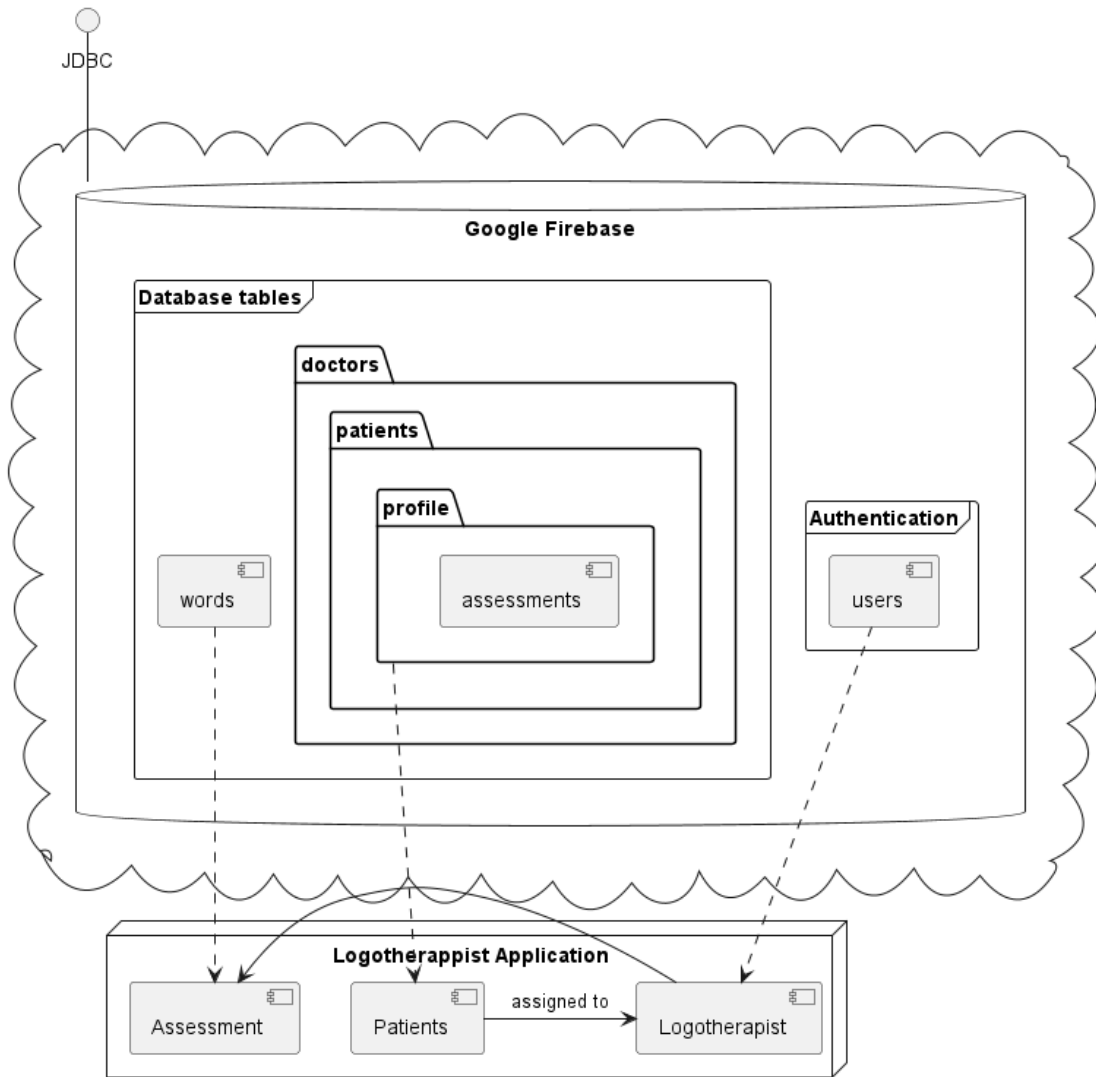 JDBC
Google Firebase
Database tables
doctors
patients
profile
Authentication
words
assessments
users
Logotherappist Application
assigned to
Assessment
Patients
Logotherapist